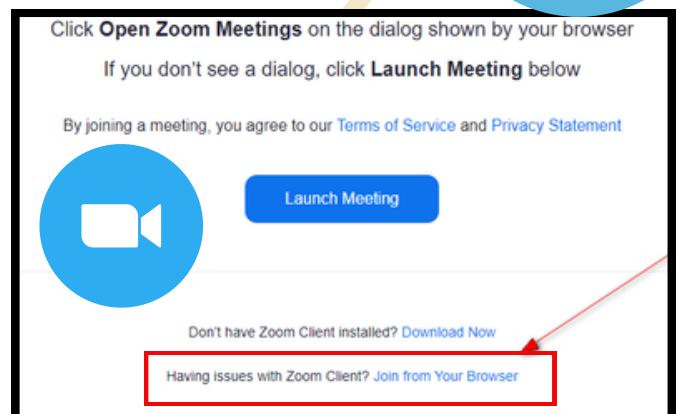 Click Open Zoom Meetings on the dialog shown by your browser
If you don't see a dialog, click Launch Meeting below
By joining a meeting, you agree to our Terms of Service and Privacy Statement
Launch Meeting
Don't have Zoom Client installed? Download Now
Having issues with Zoom Client? Join from Your Browser